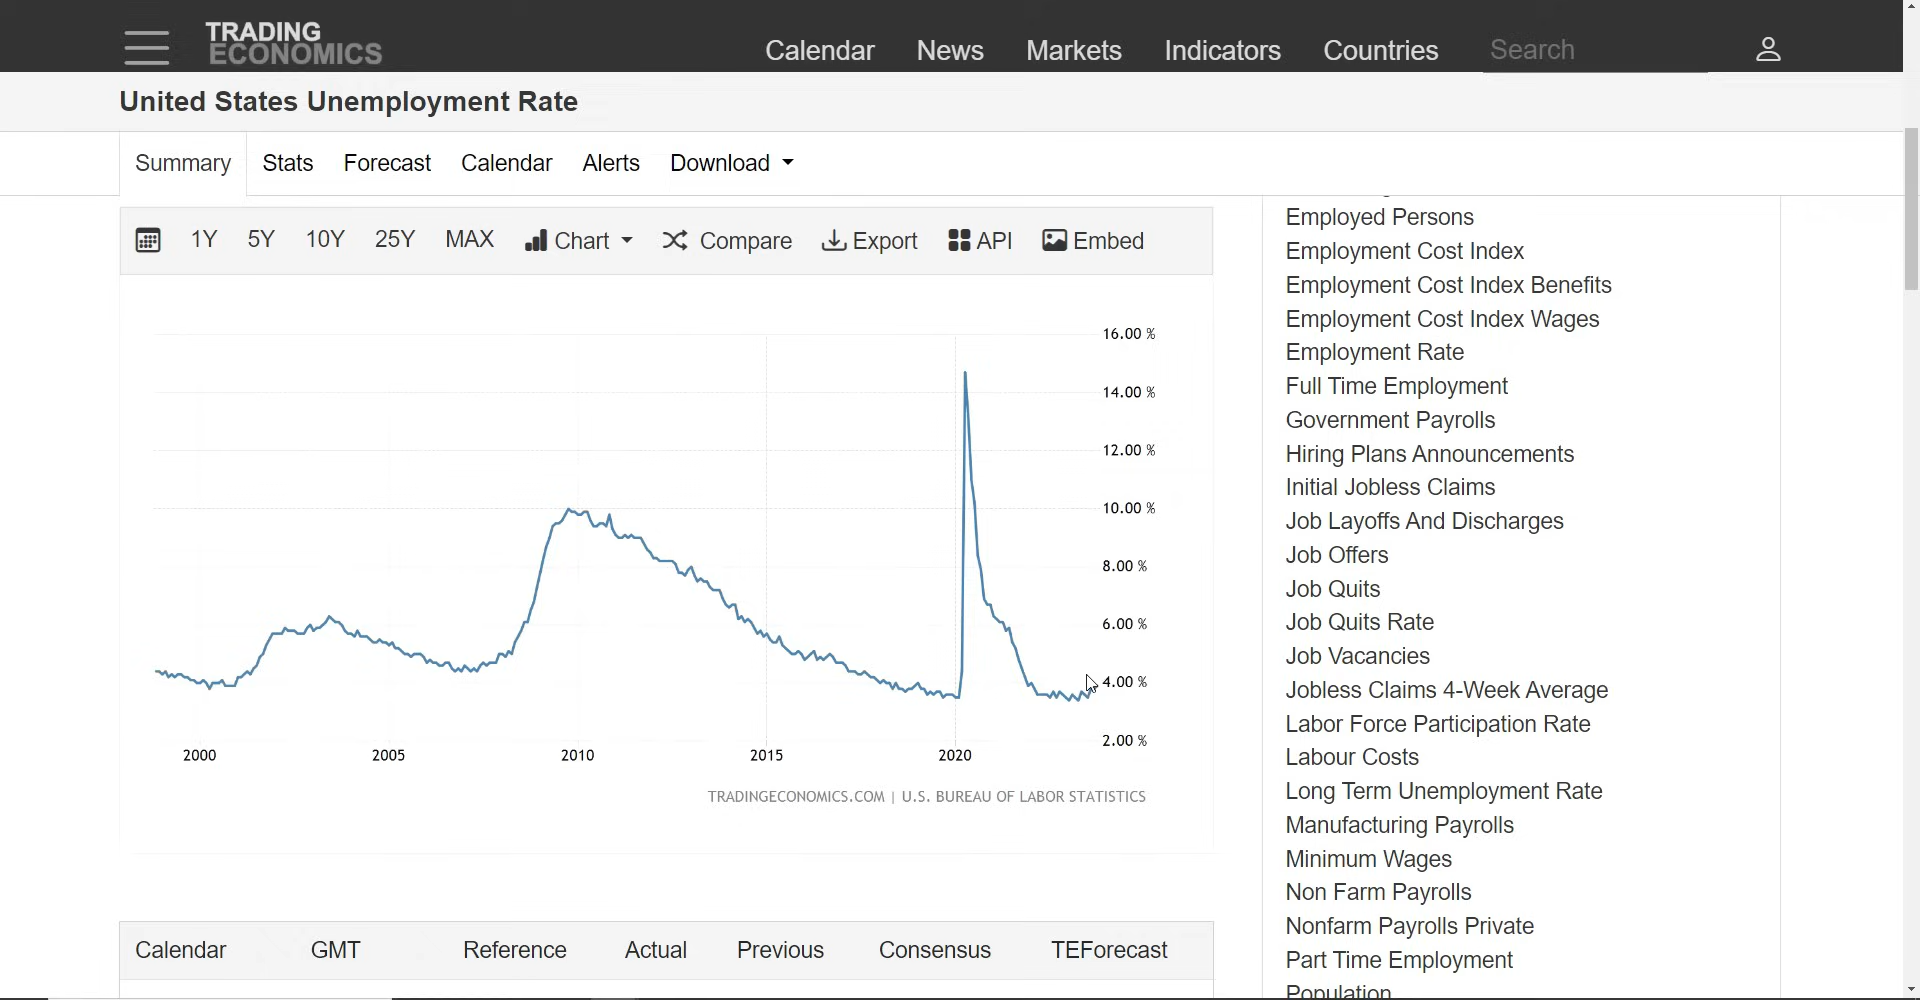 TRADING
ECONOMICS
Calendar News Markets Indicators Countries Search
United States Unemployment Rate
Summary Stats Forecast Calendar Alerts Download
1Y 5Y 10Y 25Y MAX Chart Compare Export API Embed
16.00 %
14.00 %
12.00 %
10.00 %
8.00 %
6.00 %
4.00 %
2.00 %
2000 2005 2010 2015 2020
TRADINGECONOMICS.COM | U.S. BUREAU OF LABOR STATISTICS
Calendar GMT Reference Actual Previous Consensus TEForecast
Employed Persons
Employment Cost Index
Employment Cost Index Benefits
Employment Cost Index Wages
Employment Rate
Full Time Employment
Government Payrolls
Hiring Plans Announcements
Initial Jobless Claims
Job Layoffs And Discharges
Job Offers
Job Quits
Job Quits Rate
Job Vacancies
Jobless Claims 4-Week Average
Labor Force Participation Rate
Labour Costs
Long Term Unemployment Rate
Manufacturing Payrolls
Minimum Wages
Non Farm Payrolls
Nonfarm Payrolls Private
Part Time Employment
Population